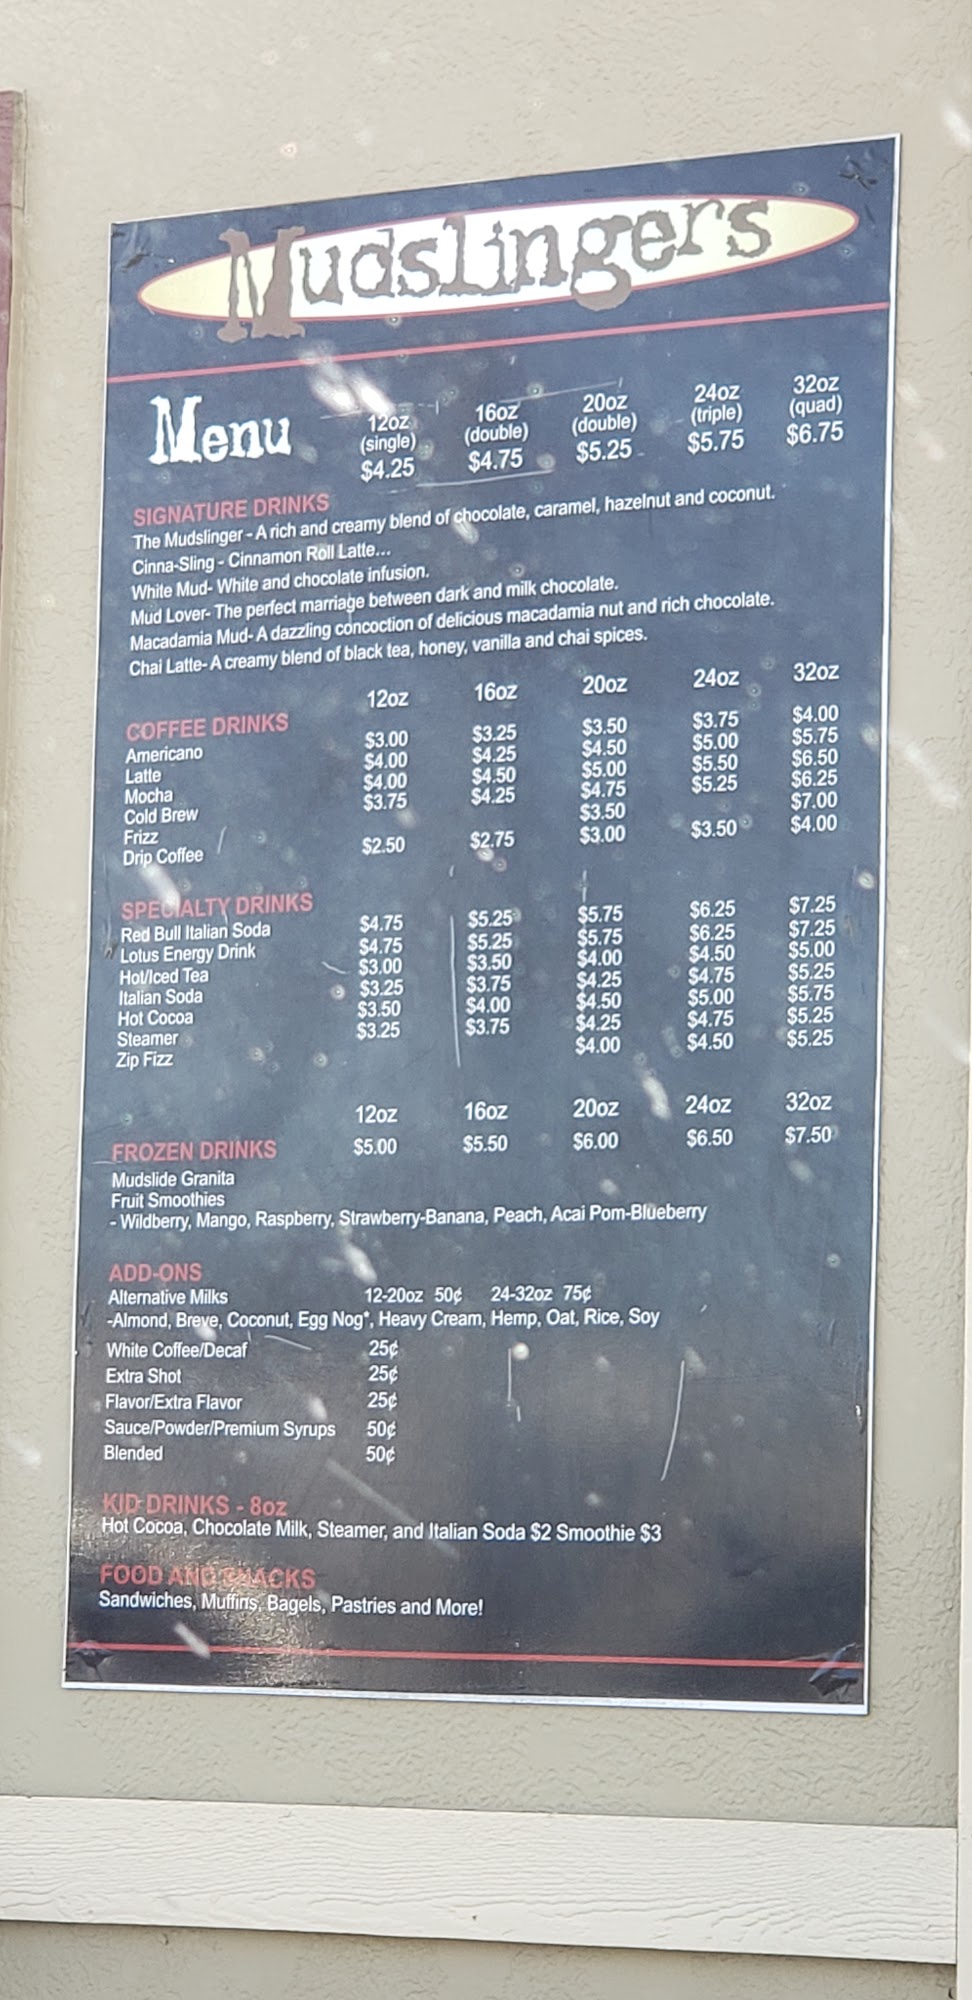 Mudslingers
Menu 12oz (single) $4.25 16oz (double) $4.75 20oz (double) $5.25 24oz (triple) $5.75 32oz (quad) $6.75
SIGNATURE DRINKS
The Mudslinger - A rich and creamy blend of chocolate, caramel, hazelnut and coconut.
Cinna-Sling - Cinnamon Roll Latte...
White Mud- White and chocolate infusion.
Mud Lover- The perfect marriage between dark and milk chocolate.
Macadamia Mud- A dazzling concoction of delicious macadamia nut and rich chocolate.
Chai Latte- A creamy blend of black tea, honey, vanilla and chai spices.
12oz 16oz 20oz 24oz 32oz
COFFEE DRINKS
Americano $3.00 $3.25 $3.50 $3.75 $4.00
Latte $4.00 $4.25 $4.50 $5.00 $5.75
Mocha $4.00 $4.50 $5.00 $5.50 $6.50
Cold Brew $3.75 $4.25 $4.75 $5.25 $6.25
Frizz $3.50 $7.00
Drip Coffee $2.50 $2.75 $3.00 $3.50 $4.00
SPECIALTY DRINKS
Red Bull Italian Soda $4.75 $5.25 $5.75 $6.25 $7.25
Lotus Energy Drink $4.75 $5.25 $5.75 $6.25 $7.25
Hot/Iced Tea $3.00 $3.50 $4.00 $4.50 $5.00
Italian Soda $3.25 $3.75 $4.25 $4.75 $5.25
Hot Cocoa $3.50 $4.00 $4.50 $5.00 $5.75
Steamer $3.25 $3.75 $4.25 $4.75 $5.25
Zip Fizz $4.00 $4.50 $5.25
12oz 16oz 20oz 24oz 32oz
FROZEN DRINKS $5.00 $5.50 $6.00 $6.50 $7.50
Mudslide Granita
Fruit Smoothies
- Wildberry, Mango, Raspberry, Strawberry-Banana, Peach, Acai Pom-Blueberry
ADD-ONS
Alternative Milks 12-20oz 50¢ 24-32oz 75¢
-Almond, Breve, Coconut, Egg Nog*, Heavy Cream, Hemp, Oat, Rice, Soy
White Coffee/Decaf 25¢
Extra Shot 25¢
Flavor/Extra Flavor 25¢
Sauce/Powder/Premium Syrups 50¢
Blended 50¢
KID DRINKS - 8oz
Hot Cocoa, Chocolate Milk, Steamer, and Italian Soda $2 Smoothie $3
FOOD AND SNACKS
Sandwiches, Muffins, Bagels, Pastries and More!